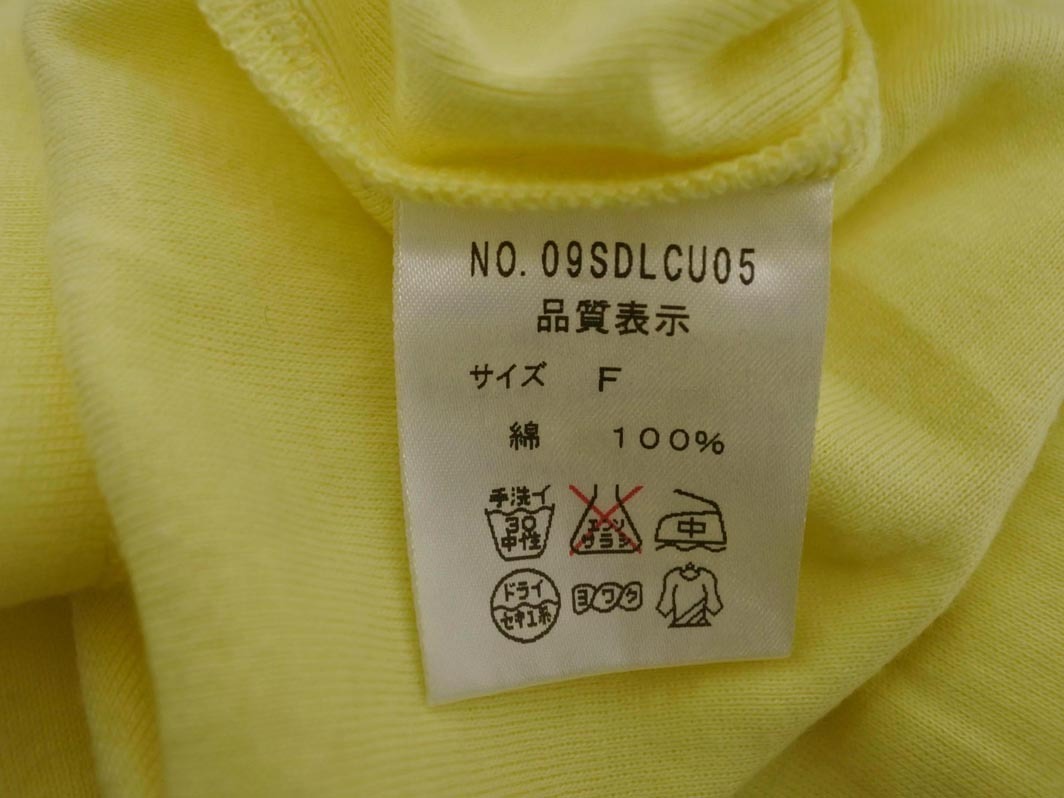 NO. 09SDLCU05
品質表示
サイズ F
綿 100%
手洗イ
30
中性
エンソ
サラシ
中
ドライ
セキユ系
ヨワク